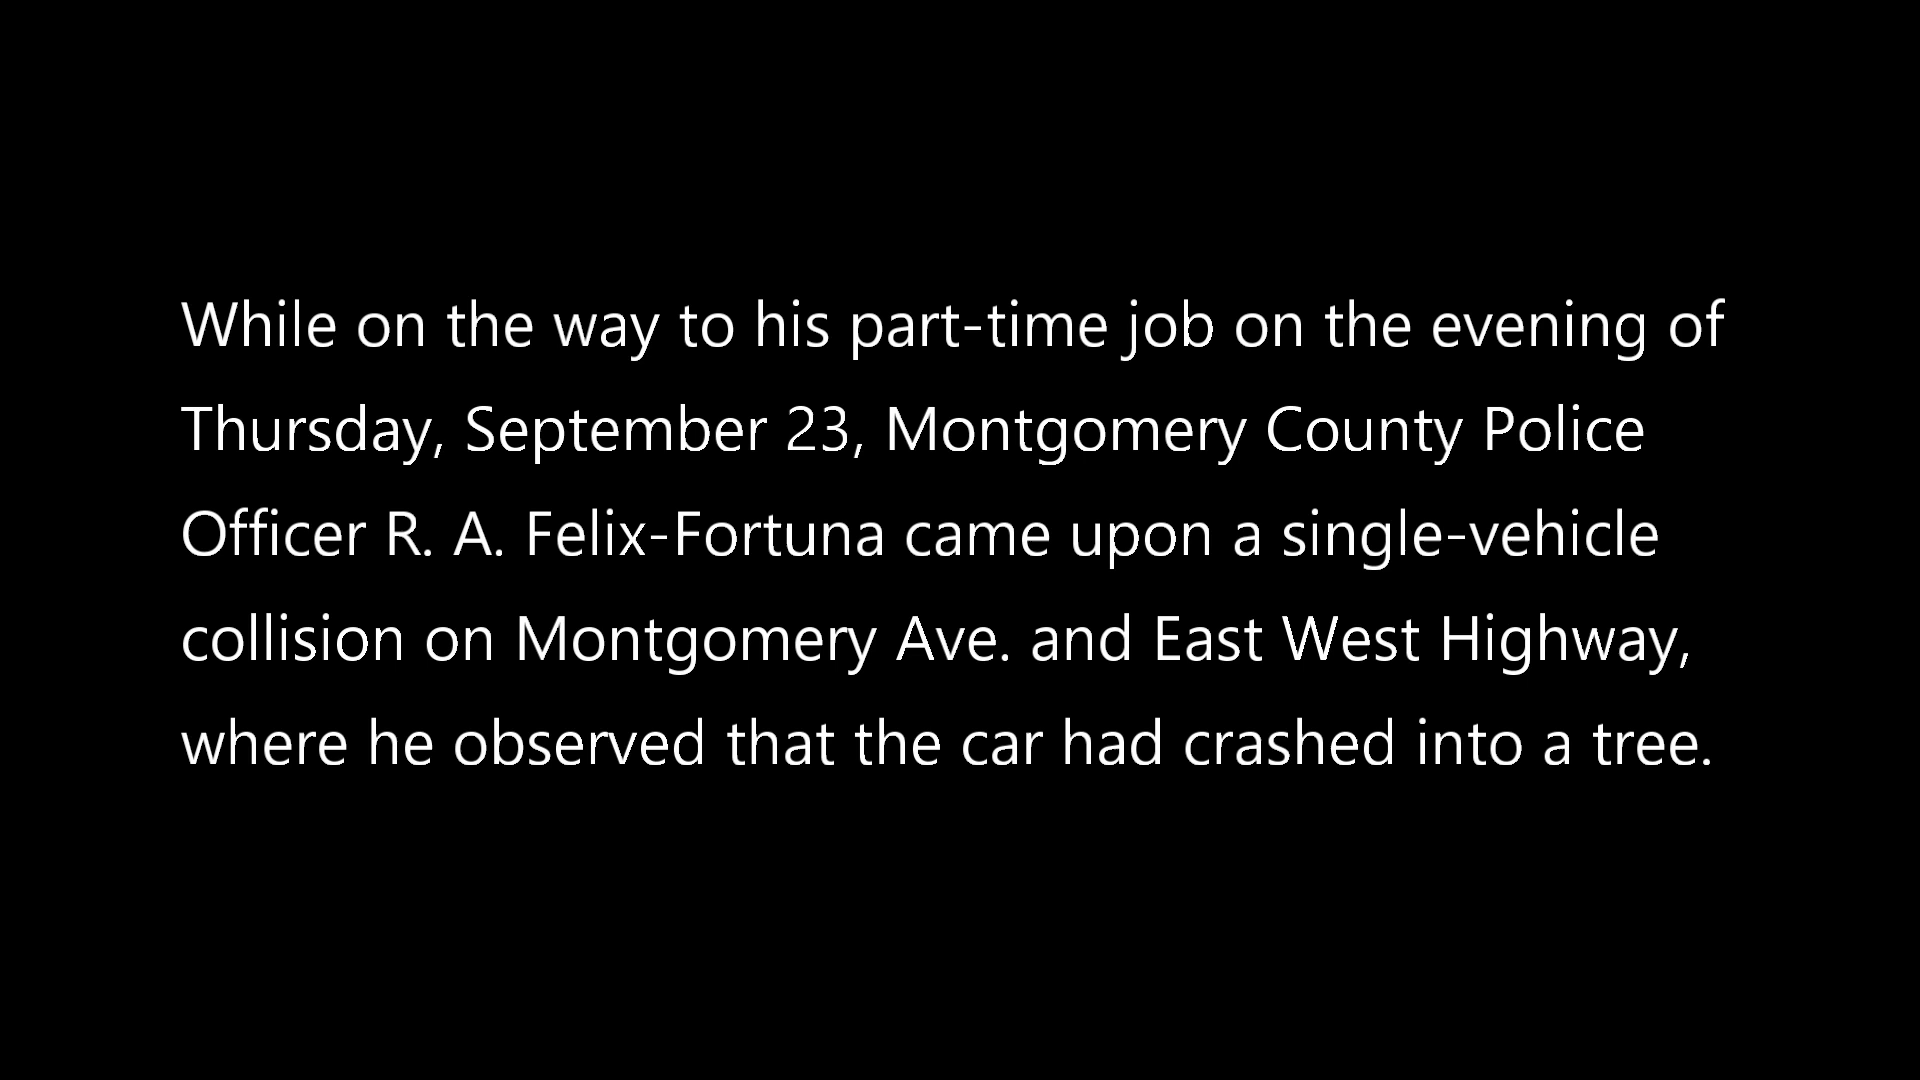 While on the way to his part-time job on the evening of
Thursday, September 23, Montgomery County Police
Officer R. A. Felix-Fortuna came upon a single-vehicle
collision on Montgomery Ave. and East West Highway,
where he observed that the car had crashed into a tree.